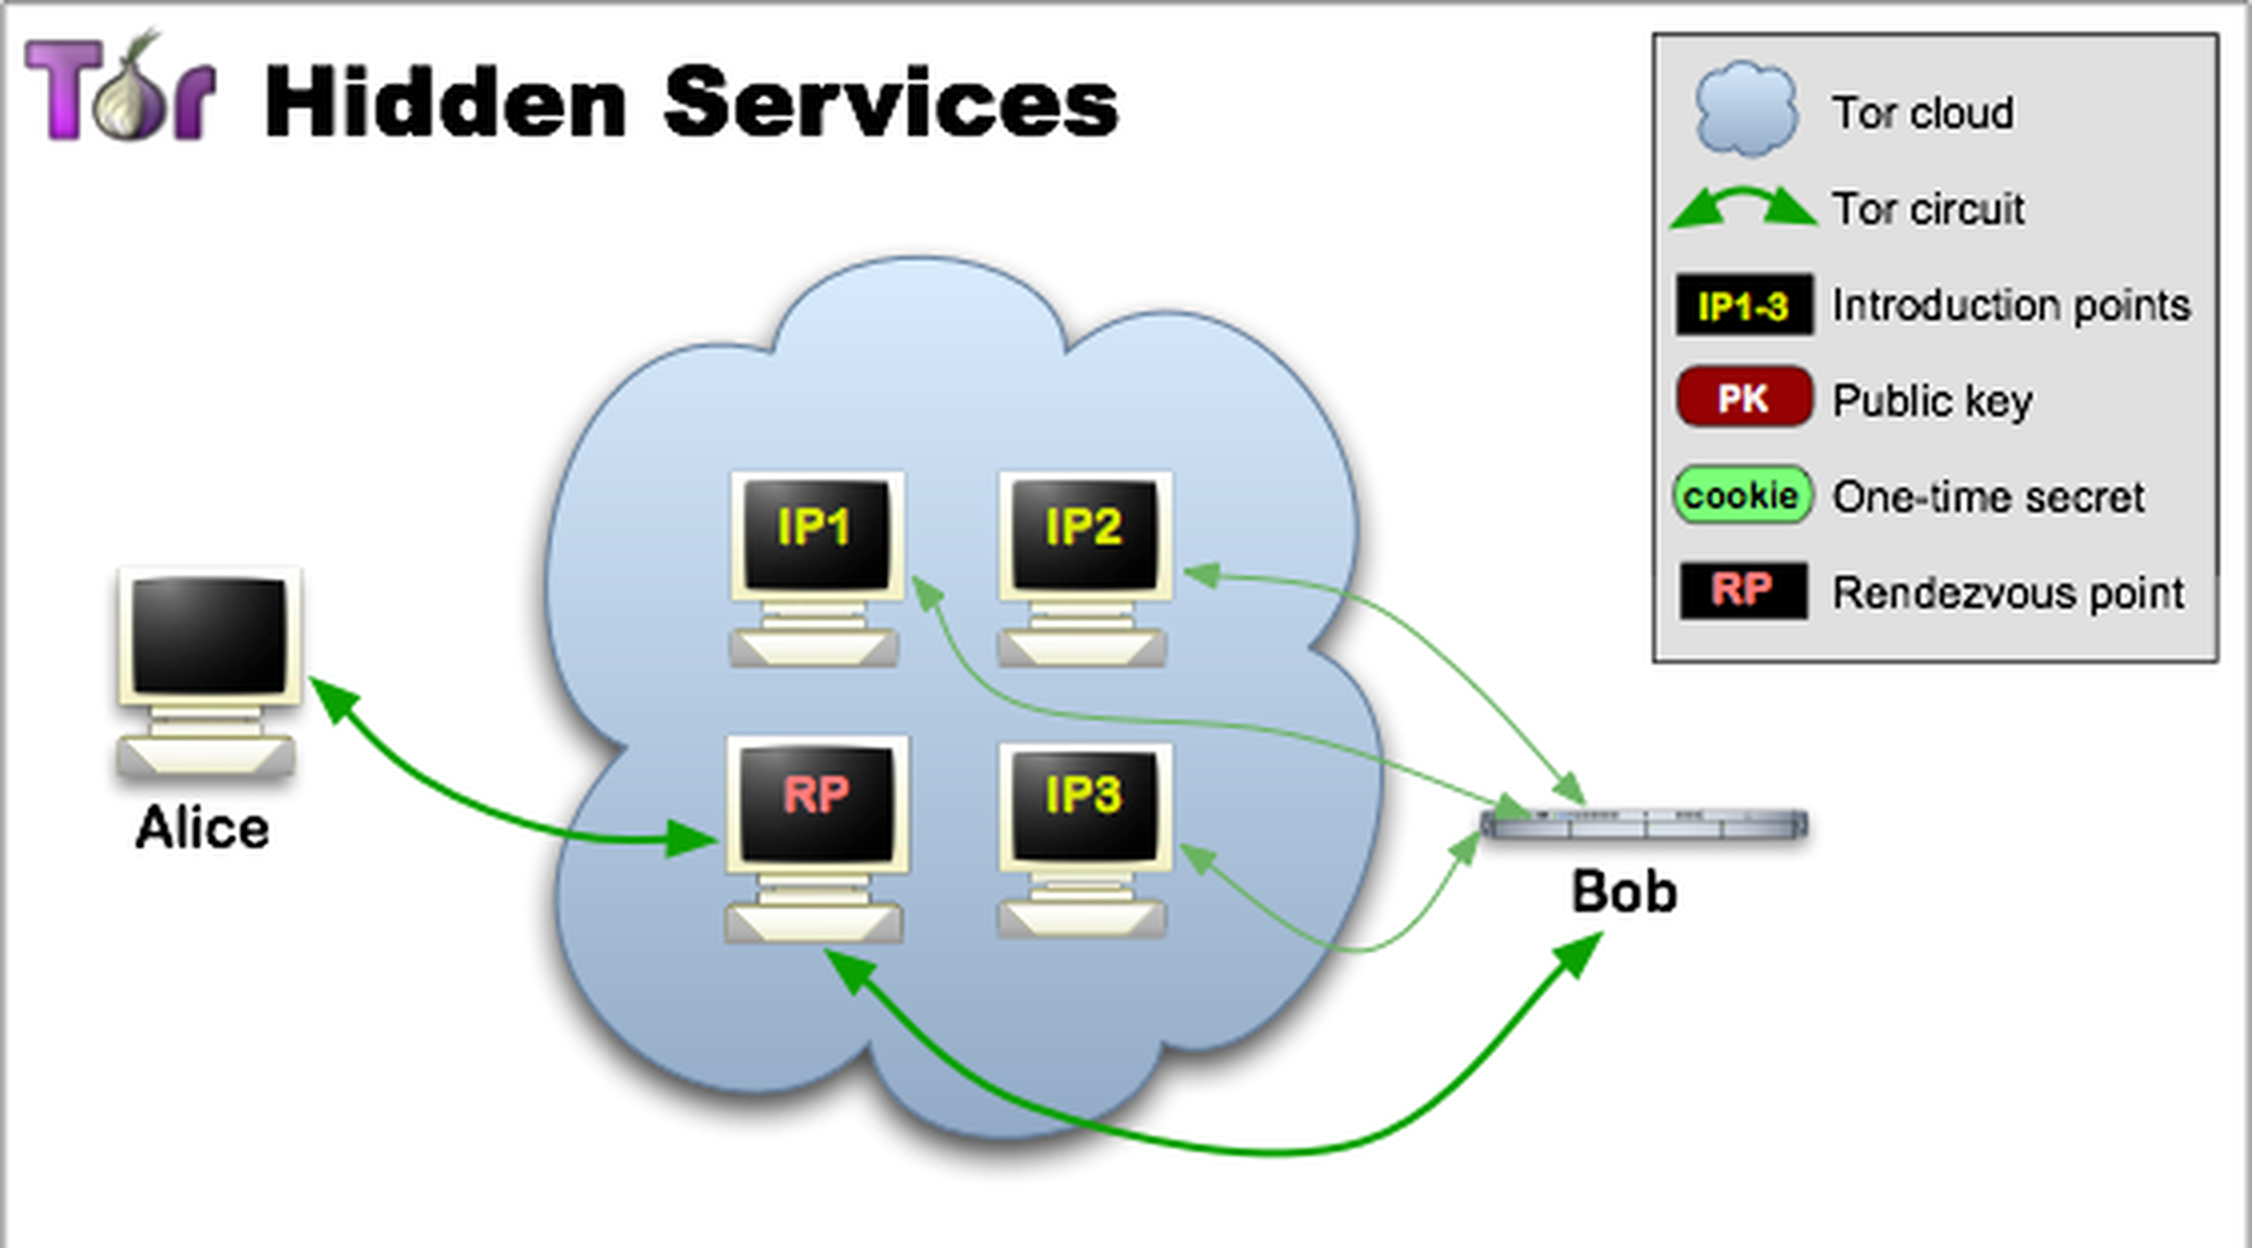 Tor Hidden Services
Tor cloud
Tor circuit
IP1-3 Introduction points
PK Public key
cookie One-time secret
RP Rendezvous point
IP1 IP2
RP IP3
Alice
Bob